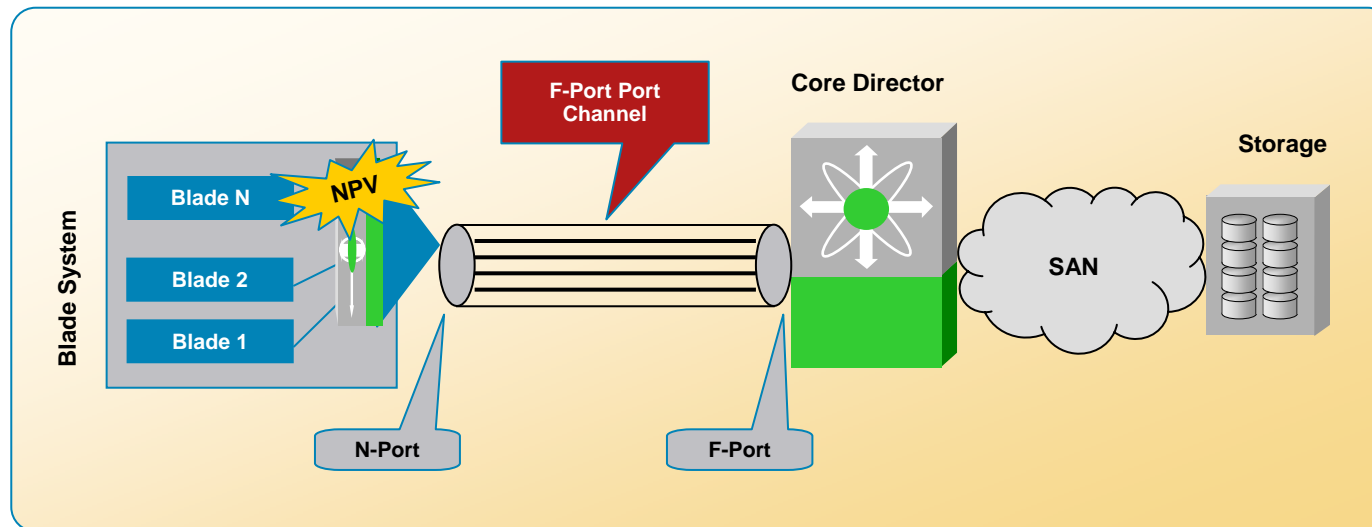 F-Port Port
Channel
Core Director
Storage
Blade System
Blade N
NPV
Blade 2
Blade 1
SAN
N-Port
F-Port